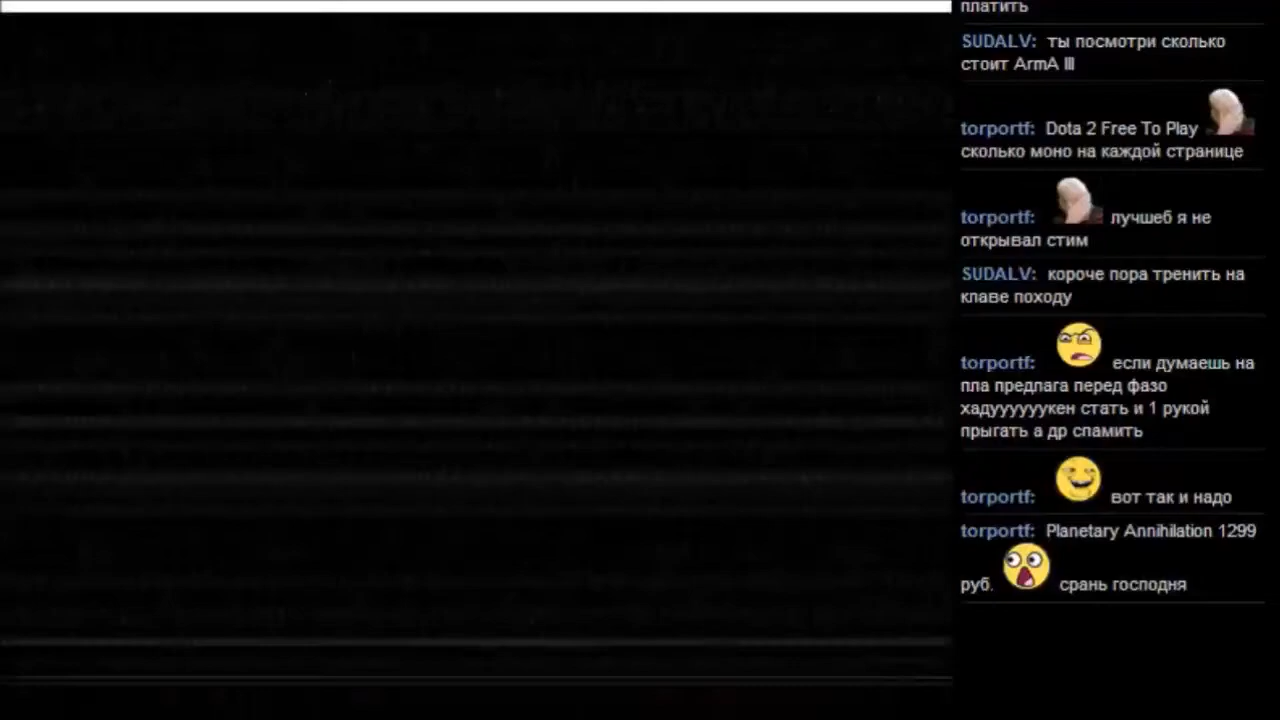 платить
SUDALV: ты посмотри сколько
стоит ArmA III
torportf: Dota 2 Free To Play
сколько моно на каждой странице
torportf: лучшеб я не
открывал стим
SUDALV: короче пора тренить на
клаве походу
torportf: если думаешь на
пла предлага перед фазо
хадуууууукен стать и 1 рукой
прыгать а др спамить
torportf: вот так и надо
torportf: Planetary Annihilation 1299
руб. срань господня